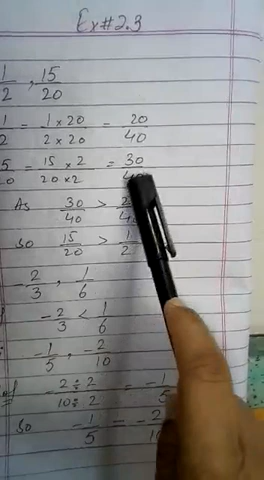 Ex#2.3
1/2 , 15/20
1/2 = 1×20/2×20 = 20/40
15/20 = 15×2/20×2 = 30/40
As 30/40 >
So 15/20 > 1/2
-2/3 , 1/6
-2/3 < 1/6
-1/5 , -2/10
-2÷2/10÷2 = -1/5
So -1/5 = -2/10